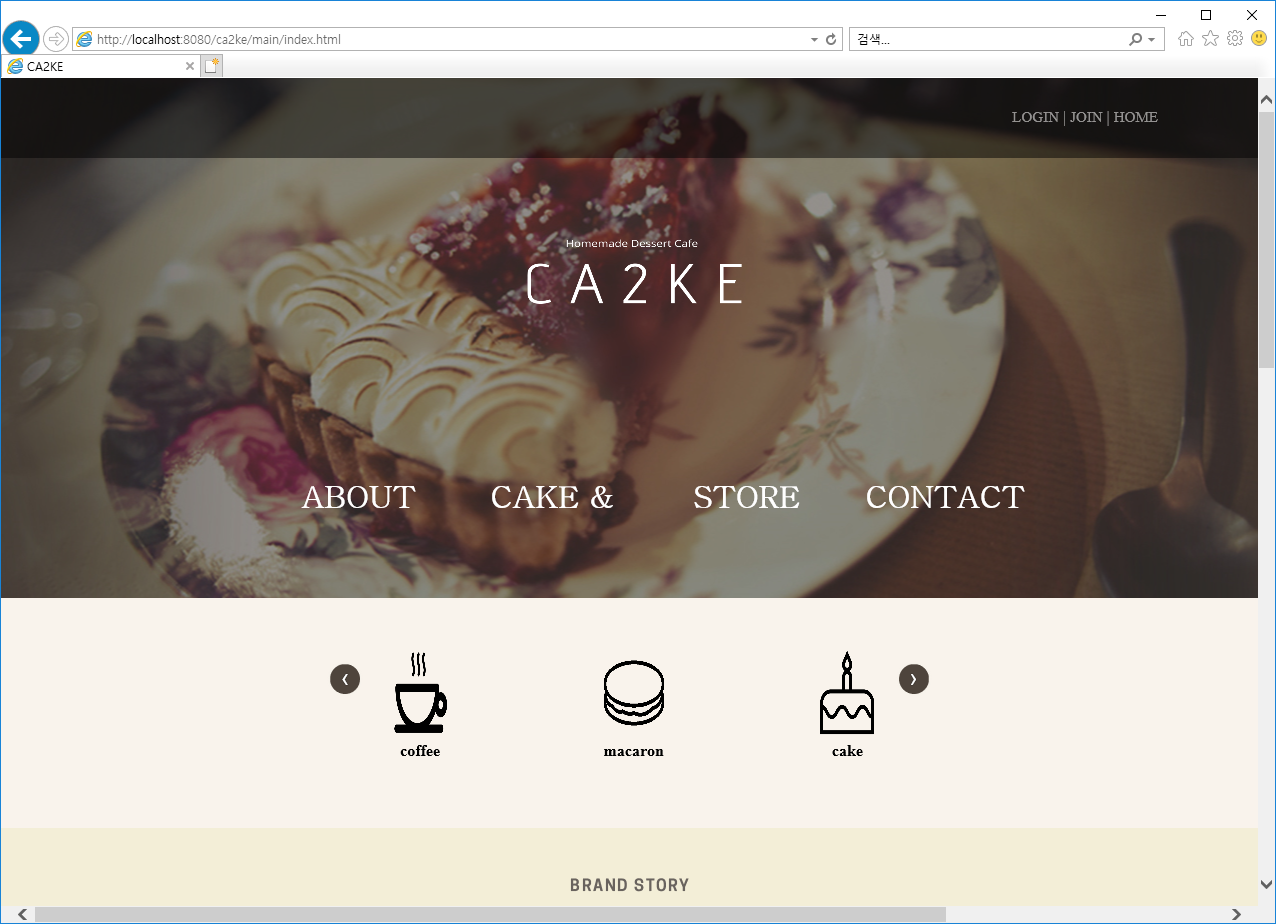 http://localhost:8080/ca2ke/main/index.html
검색...
CA2KE
LOGIN | JOIN | HOME
Homemade Dessert Cafe
CA2KE
ABOUT CAKE & STORE CONTACT
coffee macaron cake
BRAND STORY